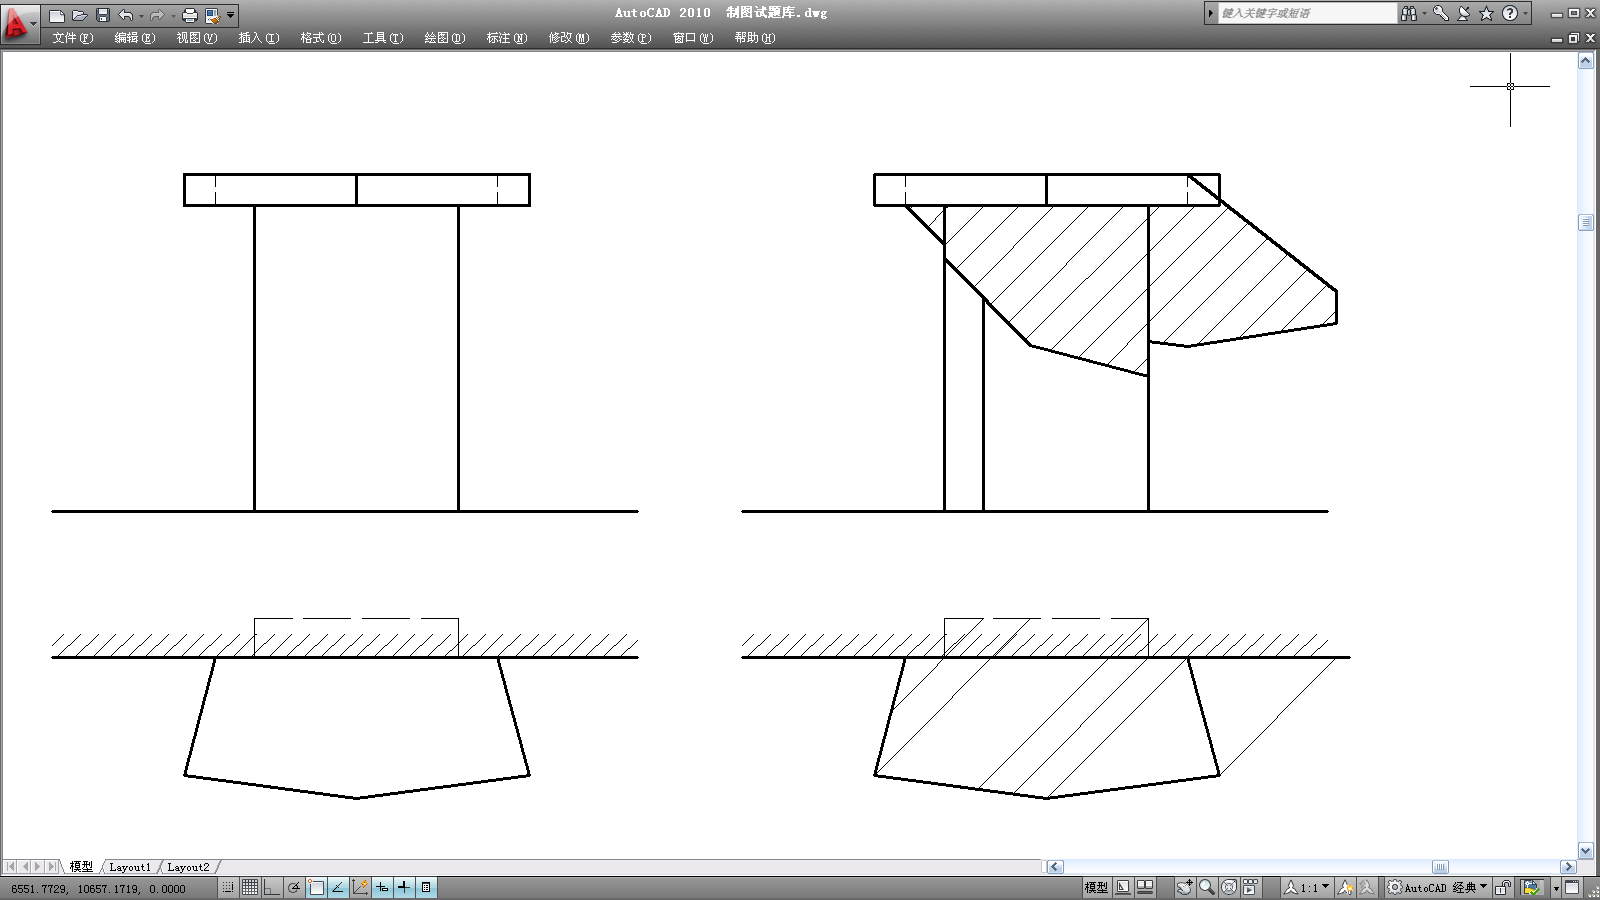 AutoCAD 2010 制图试题库.dwg
键入关键字或短语
文件(F) 编辑(E) 视图(V) 插入(I) 格式(O) 工具(T) 绘图(D) 标注(N) 修改(M) 参数(P) 窗口(W) 帮助(H)
模型 Layout1 Layout2
6551.7729, 10657.1719, 0.0000 模型 1:1 AutoCAD 经典